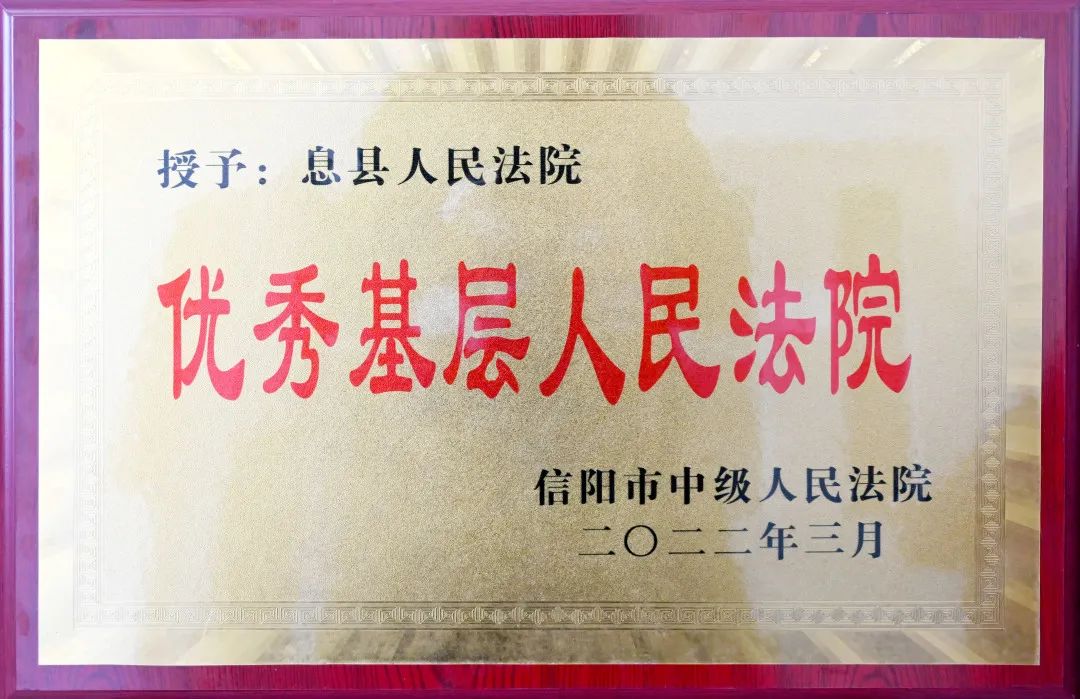 授予：息县人民法院
优秀基层人民法院
信阳市中级人民法院
二〇二二年三月